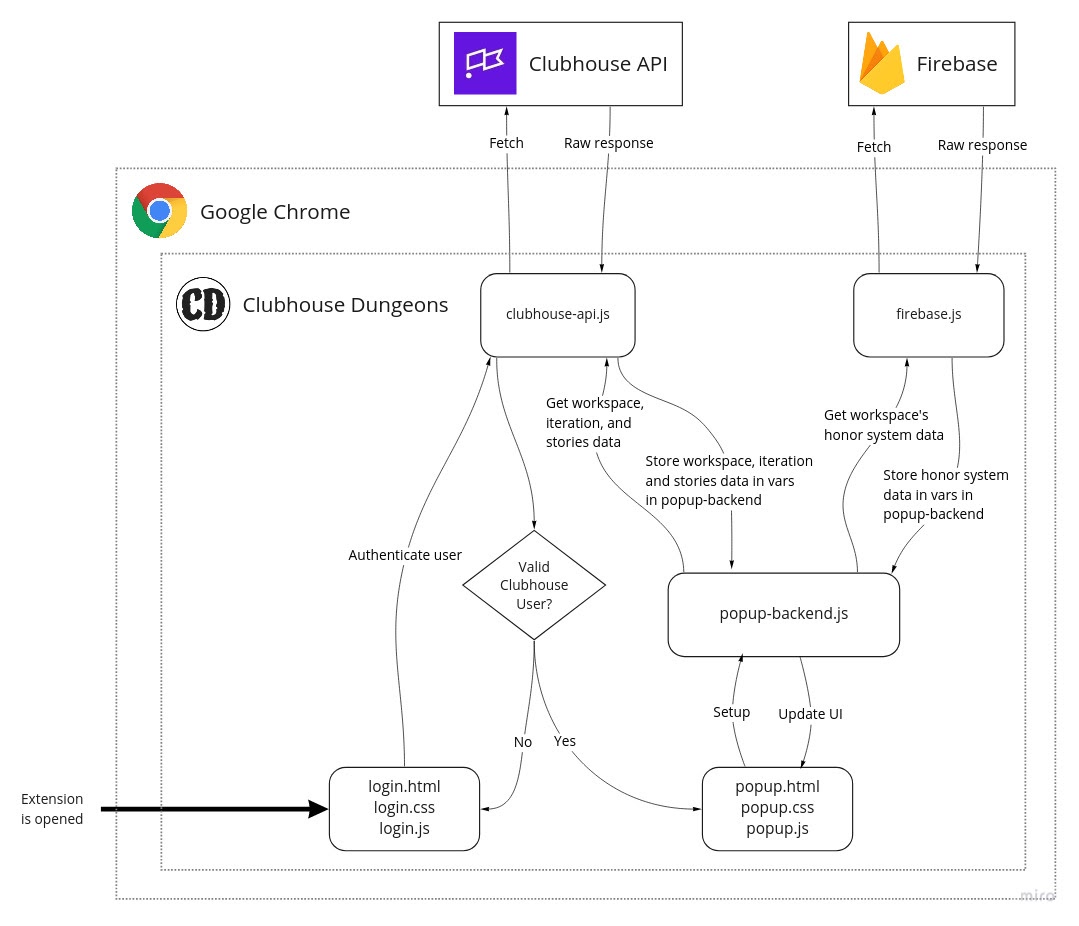 Clubhouse API
Firebase
Fetch
Raw response
Fetch
Raw response
Google Chrome
CD
Clubhouse Dungeons
clubhouse-api.js
firebase.js
Get workspace,
iteration, and
stories data
Get workspace's
honor system data
Store workspace, iteration
and stories data in vars
in popup-backend
Store honor system
data in vars in
popup-backend
Authenticate user
Valid
Clubhouse
User?
popup-backend.js
Setup
Update UI
No
Yes
Extension
is opened
login.html
login.css
login.js
popup.html
popup.css
popup.js
miro